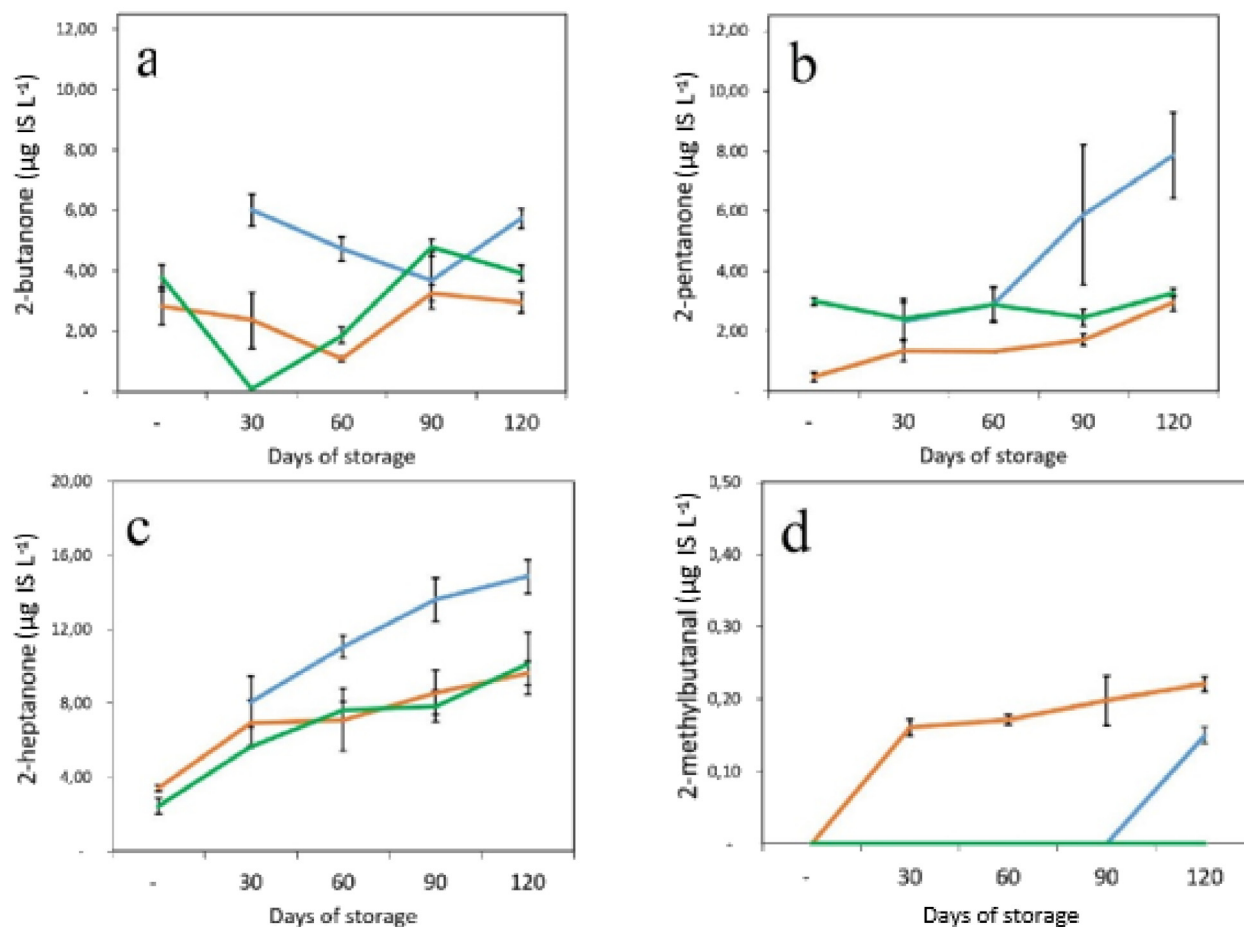 a
2-butanone (µg IS L⁻¹)
12,00
10,00
8,00
6,00
4,00
2,00
-
- 30 60 90 120
Days of storage
b
2-pentanone (µg IS L⁻¹)
12,00
10,00
8,00
6,00
4,00
2,00
-
- 30 60 90 120
Days of storage
c
2-heptanone (µg IS L⁻¹)
20,00
16,00
12,00
8,00
4,00
-
- 30 60 90 120
Days of storage
d
2-methylbutanal (µg IS L⁻¹)
0,50
0,40
0,30
0,20
0,10
-
- 30 60 90 120
Days of storage